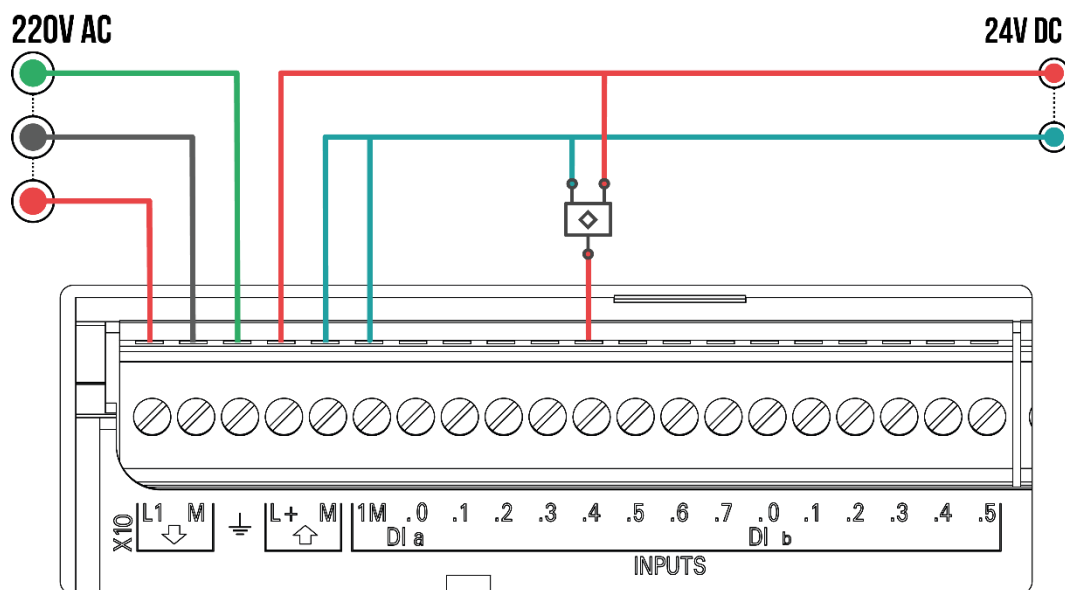 220V AC
24V DC
X10
L1 M L+ M 1M .0 .1 .2 .3 .4 .5 .6 .7 .0 .1 .2 .3 .4 .5
DI a DI b
INPUTS